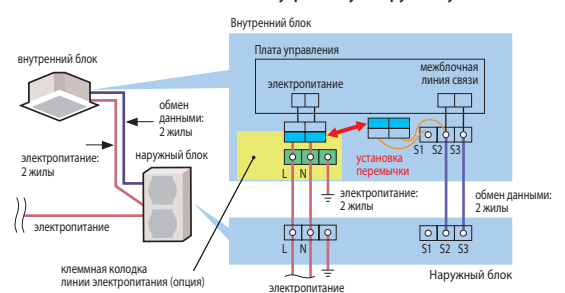 Внутренний блок
Плата управления
внутренний блок
межблочная
линия связи
электропитание
обмен
данными:
2 жилы
S1 S2 S3
установка
перемычки
электропитание:
2 жилы
наружный блок
L N
электропитание:
2 жилы
обмен данными:
2 жилы
электропитание
L N
S1 S2 S3
клеммная колодка
линии электропитания (опция)
Наружный блок
электропитание